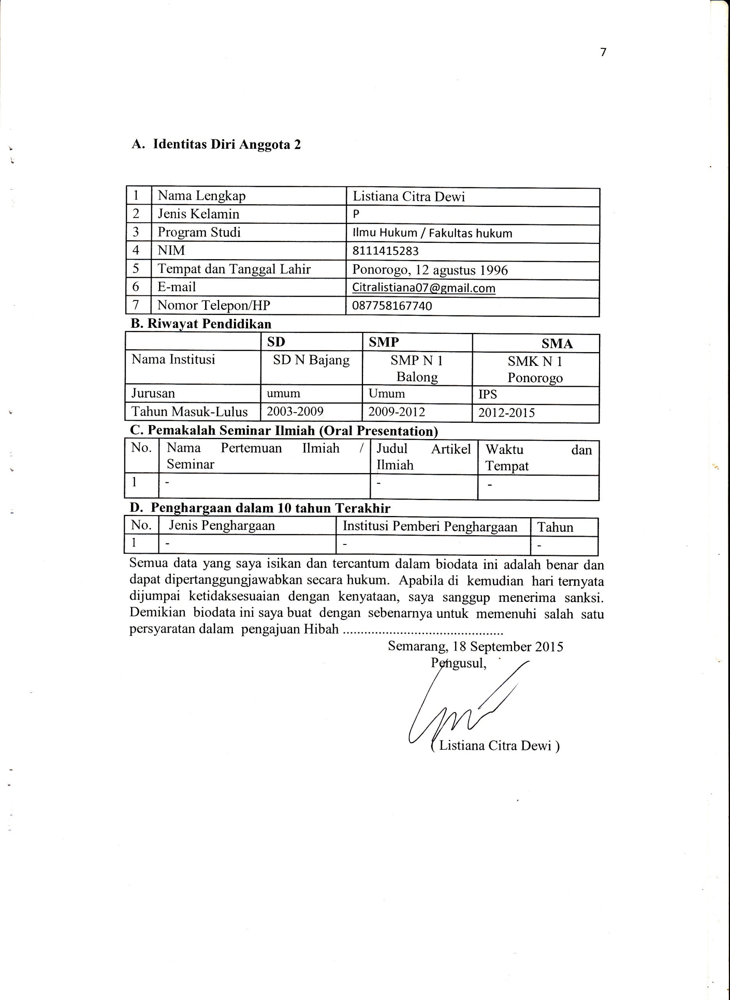 7
A. Identitas Diri Anggota 2
1 Nama Lengkap Listiana Citra Dewi
2 Jenis Kelamin P
3 Program Studi Ilmu Hukum / Fakultas hukum
4 NIM 8111415283
5 Tempat dan Tanggal Lahir Ponorogo, 12 agustus 1996
6 E-mail Citralistiana07@gmail.com
7 Nomor Telepon/HP 087758167740
B. Riwayat Pendidikan
SD SMP SMA
Nama Institusi SD N Bajang SMP N 1 SMK N 1
Balong Ponorogo
Jurusan umum Umum IPS
Tahun Masuk-Lulus 2003-2009 2009-2012 2012-2015
C. Pemakalah Seminar Ilmiah (Oral Presentation)
No. Nama Pertemuan Ilmiah / Judul Artikel Waktu dan
Seminar Ilmiah Tempat
1 - - -
D. Penghargaan dalam 10 tahun Terakhir
No. Jenis Penghargaan Institusi Pemberi Penghargaan Tahun
1 - - -
Semua data yang saya isikan dan tercantum dalam biodata ini adalah benar dan
dapat dipertanggungjawabkan secara hukum. Apabila di kemudian hari ternyata
dijumpai ketidaksesuaian dengan kenyataan, saya sanggup menerima sanksi.
Demikian biodata ini saya buat dengan sebenarnya untuk memenuhi salah satu
persyaratan dalam pengajuan Hibah .............................................
Semarang, 18 September 2015
Pengusul,
( Listiana Citra Dewi )